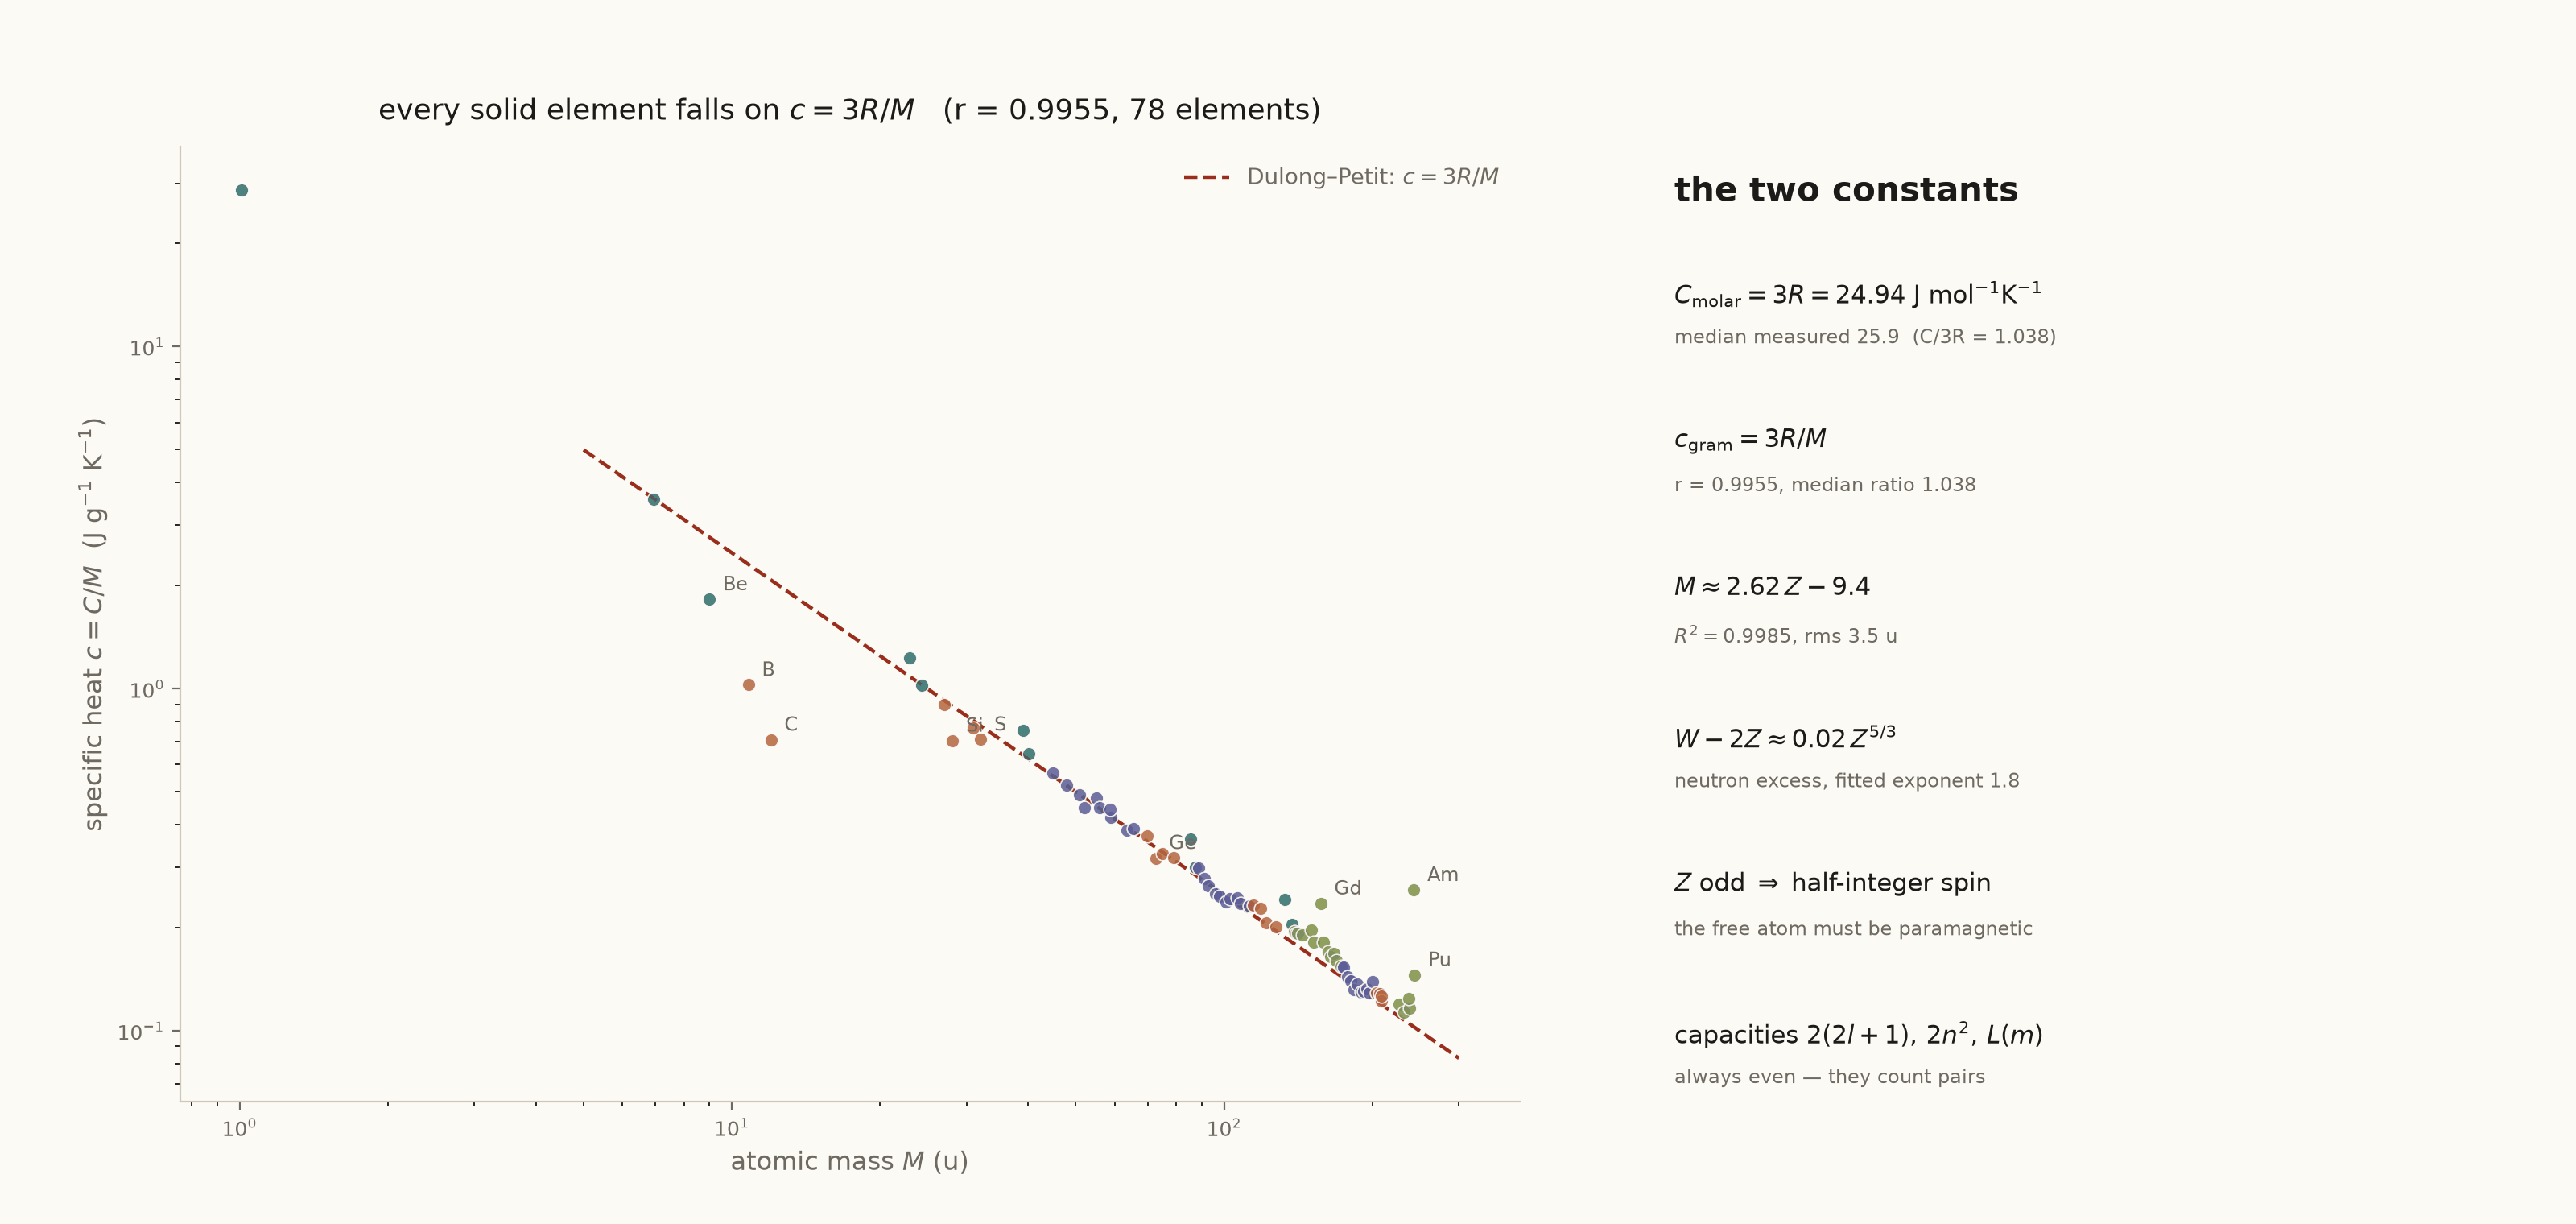 every solid element falls on c = 3R/M (r = 0.9955, 78 elements)
Dulong–Petit: c = 3R/M
specific heat c = C/M (J g⁻¹ K⁻¹)
10¹
10⁰
10⁻¹
Be
B
C
Si
S
Ge
Gd
Am
Pu
10⁰
10¹
10²
atomic mass M (u)
the two constants
C_molar = 3R = 24.94 J mol⁻¹K⁻¹
median measured 25.9 (C/3R = 1.038)
c_gram = 3R/M
r = 0.9955, median ratio 1.038
M ≈ 2.62 Z − 9.4
R² = 0.9985, rms 3.5 u
W − 2Z ≈ 0.02 Z^{5/3}
neutron excess, fitted exponent 1.8
Z odd ⇒ half-integer spin
the free atom must be paramagnetic
capacities 2(2l + 1), 2n², L(m)
always even — they count pairs